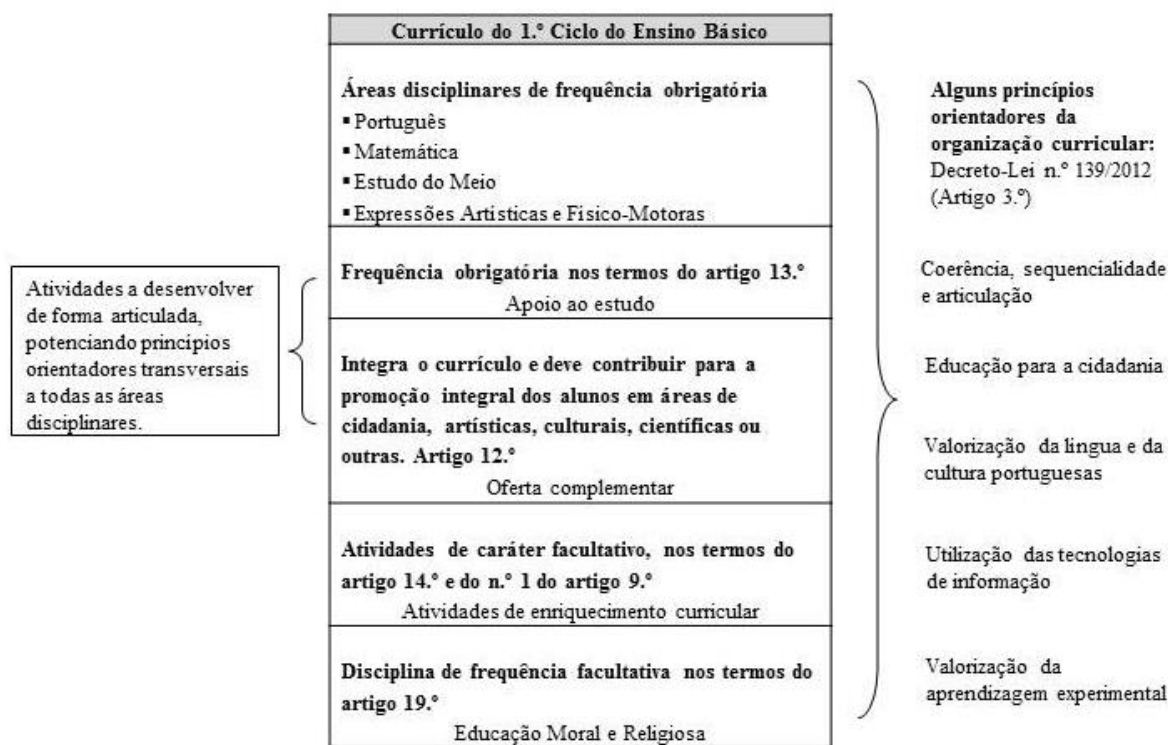 Currículo do 1.º Ciclo do Ensino Básico
Áreas disciplinares de frequência obrigatória
▪ Português
▪ Matemática
▪ Estudo do Meio
▪ Expressões Artísticas e Físico-Motoras
Frequência obrigatória nos termos do artigo 13.º
Apoio ao estudo
Integra o currículo e deve contribuir para a
promoção integral dos alunos em áreas de
cidadania, artísticas, culturais, científicas ou
outras. Artigo 12.º
Oferta complementar
Atividades de caráter facultativo, nos termos do
artigo 14.º e do n.º 1 do artigo 9.º
Atividades de enriquecimento curricular
Disciplina de frequência facultativa nos termos do
artigo 19.º
Educação Moral e Religiosa
Atividades a desenvolver
de forma articulada,
potenciando princípios
orientadores transversais
a todas as áreas
disciplinares.
Alguns princípios
orientadores da
organização curricular:
Decreto-Lei n.º 139/2012
(Artigo 3.º)
Coerência, sequencialidade
e articulação
Educação para a cidadania
Valorização da língua e da
cultura portuguesas
Utilização das tecnologias
de informação
Valorização da
aprendizagem experimental